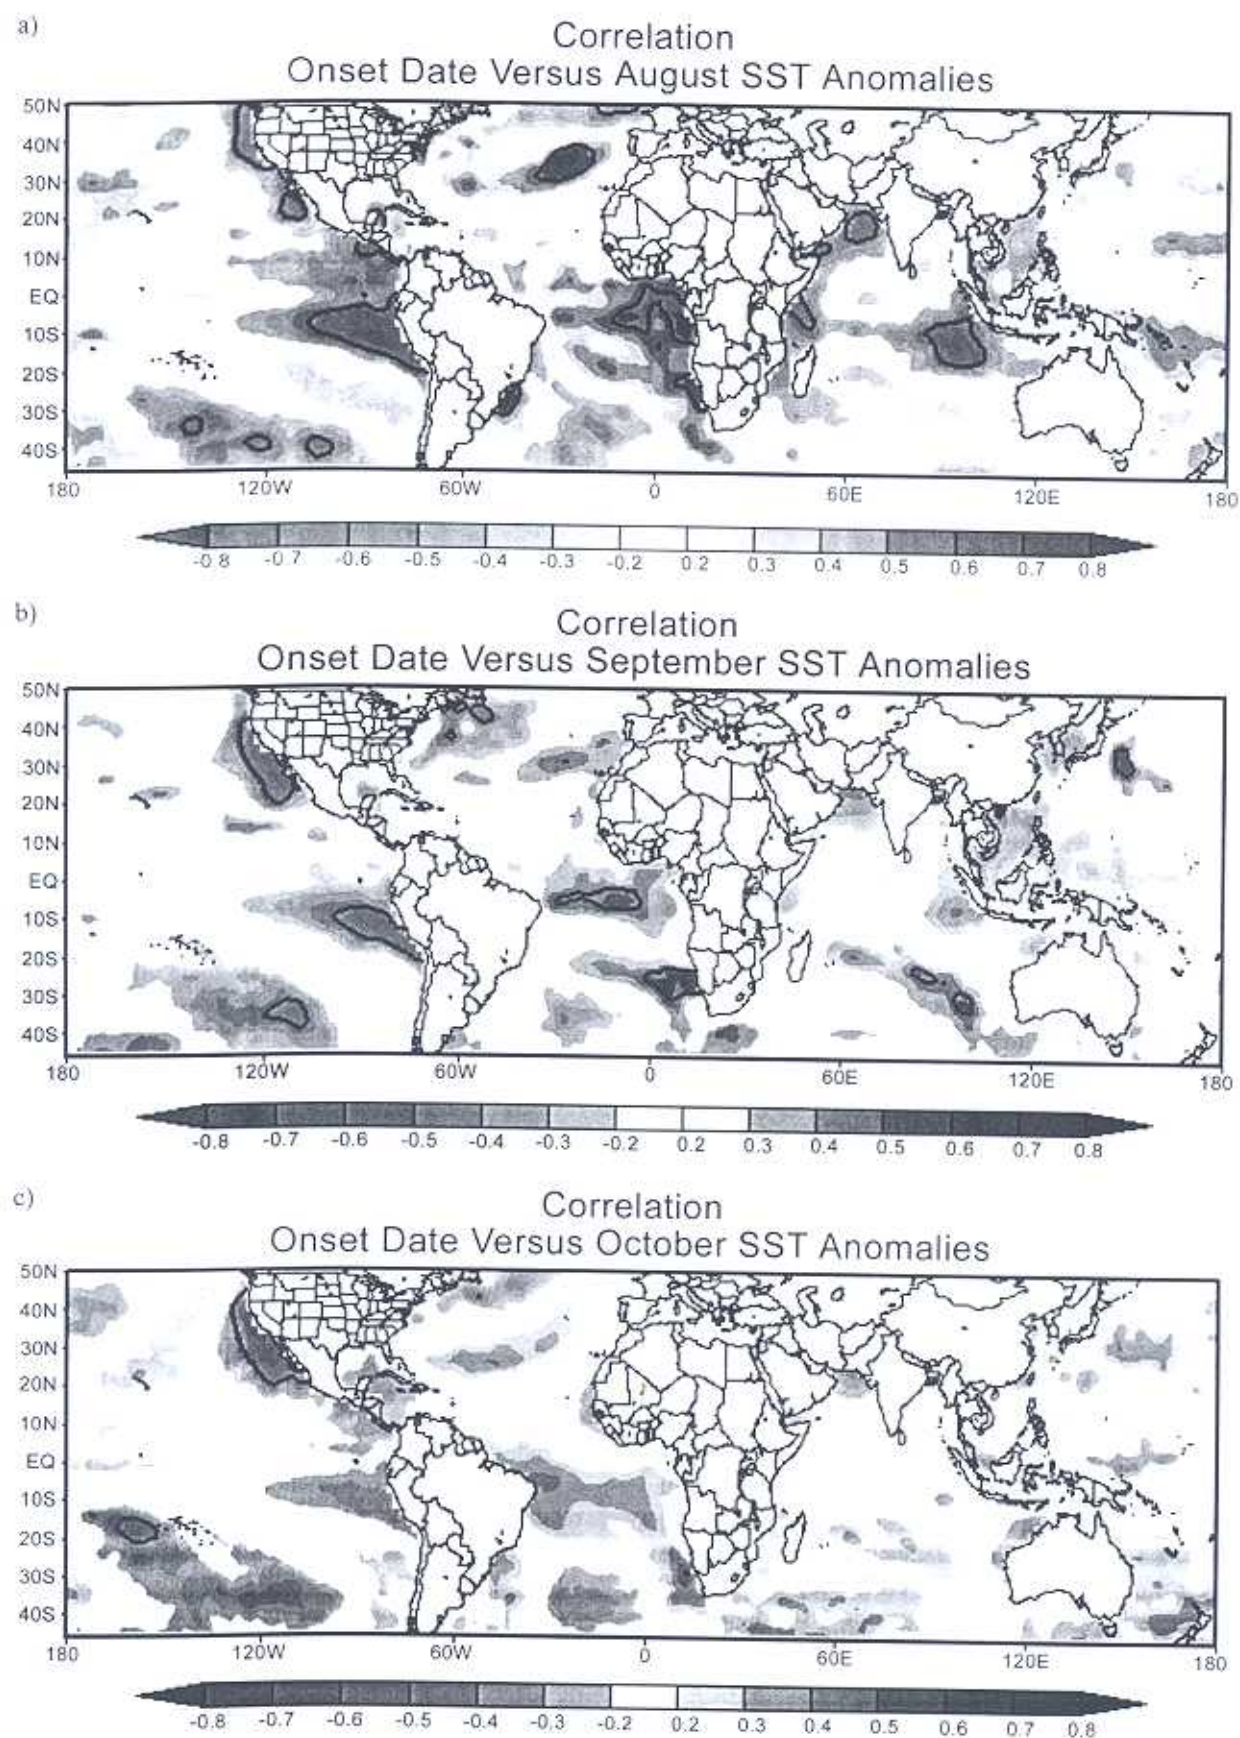 a)
Correlation
Onset Date Versus August SST Anomalies
50N
40N
30N
20N
10N
EQ
10S
20S
30S
40S
180 120W 60W 0 60E 120E 180
-0.8 -0.7 -0.6 -0.5 -0.4 -0.3 -0.2 0.2 0.3 0.4 0.5 0.6 0.7 0.8
b)
Correlation
Onset Date Versus September SST Anomalies
50N
40N
30N
20N
10N
EQ
10S
20S
30S
40S
180 120W 60W 0 60E 120E 180
-0.8 -0.7 -0.6 -0.5 -0.4 -0.3 -0.2 0.2 0.3 0.4 0.5 0.6 0.7 0.8
c)
Correlation
Onset Date Versus October SST Anomalies
50N
40N
30N
20N
10N
EQ
10S
20S
30S
40S
180 120W 60W 0 60E 120E 180
-0.8 -0.7 -0.6 -0.5 -0.4 -0.3 -0.2 0.2 0.3 0.4 0.5 0.6 0.7 0.8